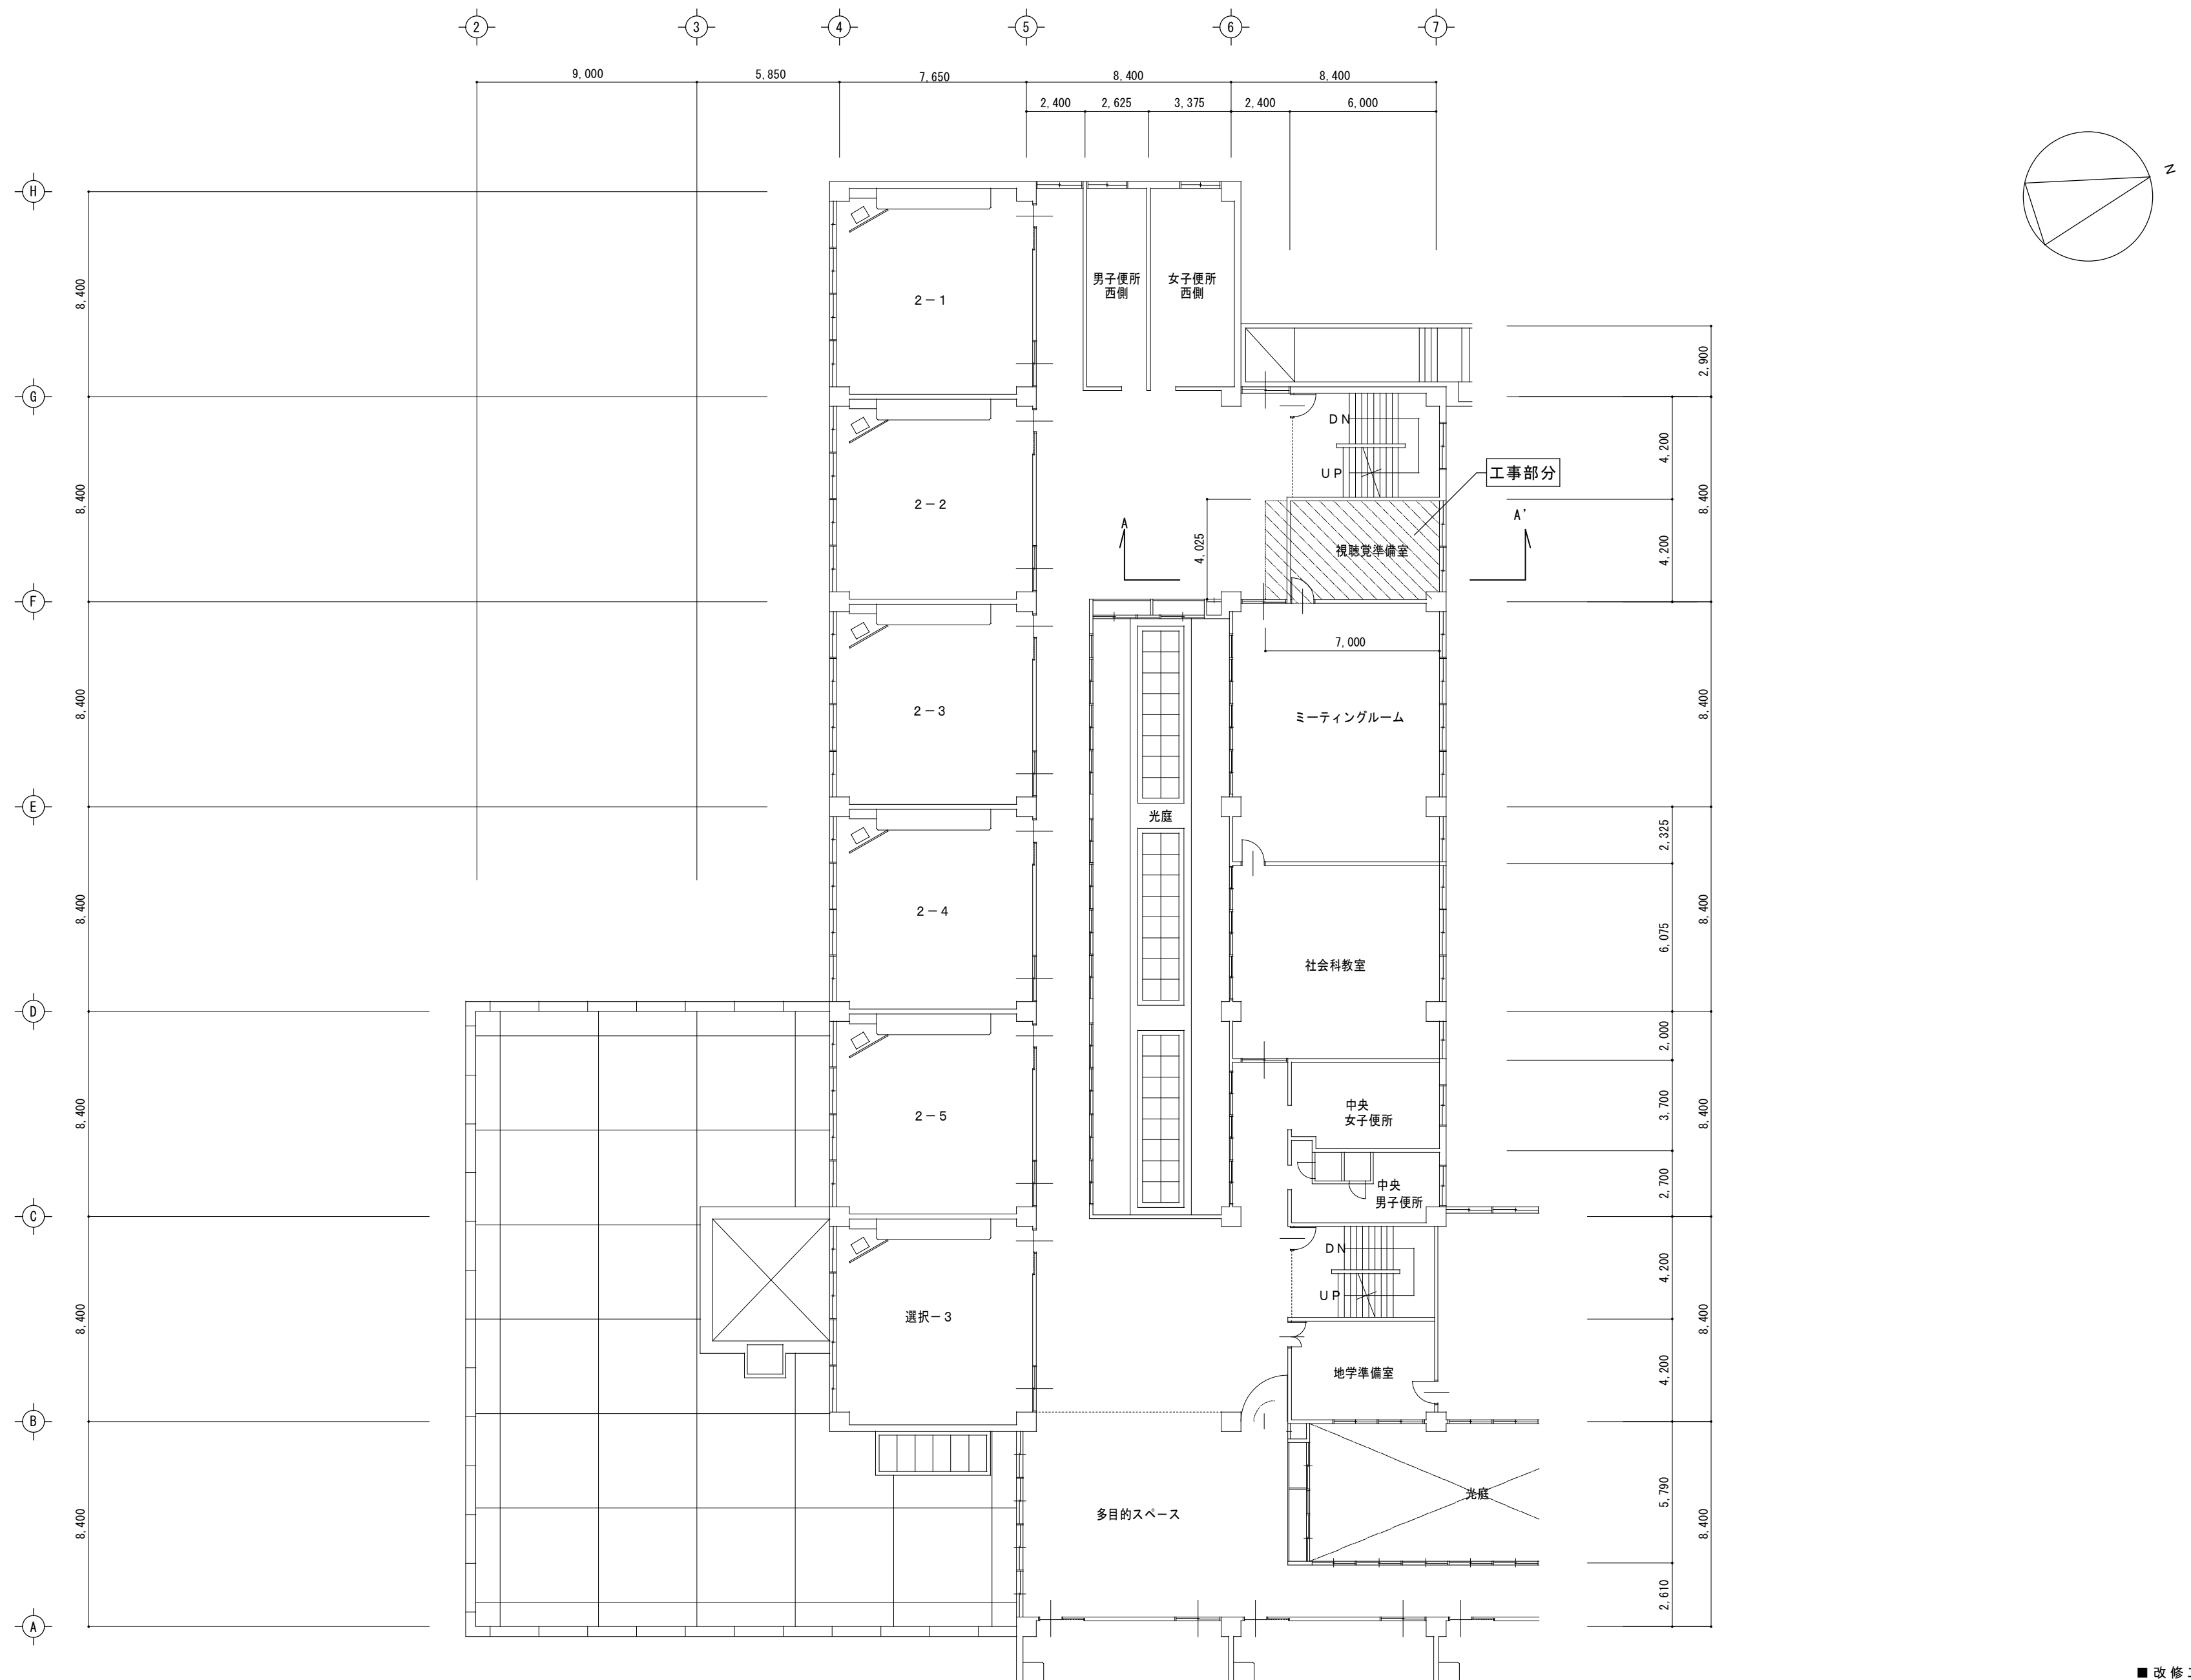 2
3
4
5
6
7
9,000
5,850
7,650
8,400
8,400
2,400
2,625
3,375
2,400
6,000
N
H
G
F
E
D
C
B
A
8,400
8,400
8,400
8,400
8,400
8,400
8,400
2－1
男子便所
西側
女子便所
西側
2,900
DN
UP
工事部分
4,200
8,400
2－2
A
A'
4,025
視聴覚準備室
4,200
7,000
2－3
ミーティングルーム
8,400
光庭
2,325
2－4
8,400
6,075
社会科教室
2,000
2－5
中央
女子便所
3,700
8,400
中央
男子便所
2,700
DN
UP
4,200
選択－3
8,400
地学準備室
4,200
多目的スペース
光庭
5,790
8,400
2,610
■改修